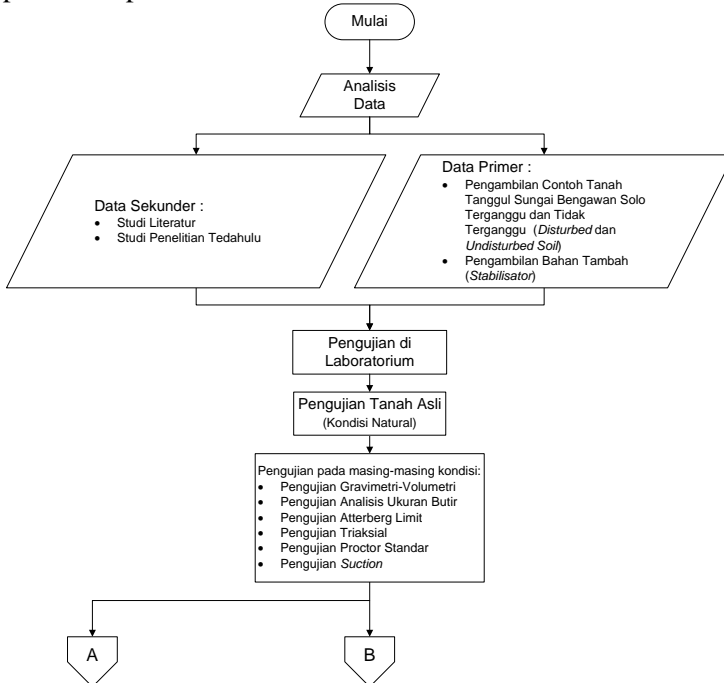 Mulai
Analisis
Data
Data Sekunder :
• Studi Literatur
• Studi Penelitian Tedahulu
Data Primer :
• Pengambilan Contoh Tanah
Tanggul Sungai Bengawan Solo
Terganggu dan Tidak
Terganggu (Disturbed dan
Undisturbed Soil)
• Pengambilan Bahan Tambah
(Stabilisator)
Pengujian di
Laboratorium
Pengujian Tanah Asli
(Kondisi Natural)
Pengujian pada masing-masing kondisi:
• Pengujian Gravimetri-Volumetri
• Pengujian Analisis Ukuran Butir
• Pengujian Atterberg Limit
• Pengujian Triaksial
• Pengujian Proctor Standar
• Pengujian Suction
A
B